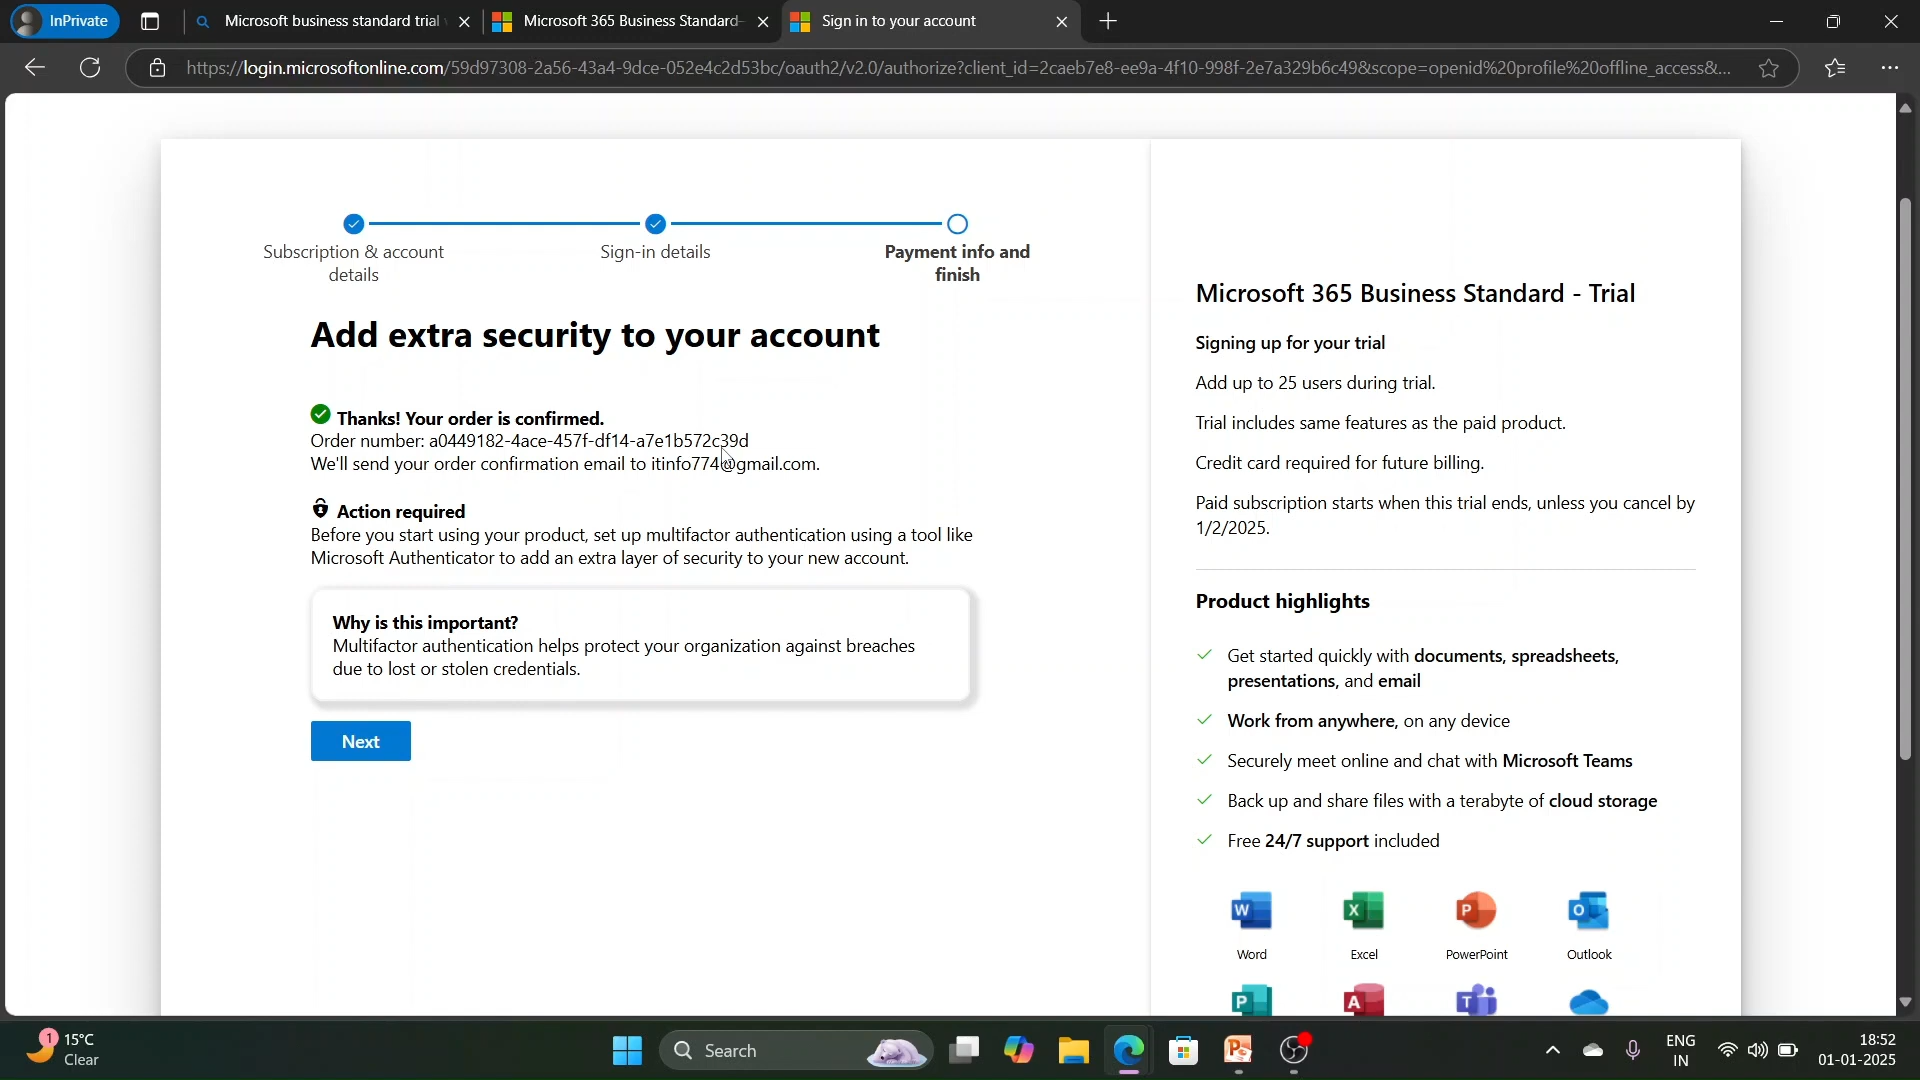 InPrivate
Microsoft business standard trial
Microsoft 365 Business Standard-
Sign in to your account
https://login.microsoftonline.com/59d97308-2a56-43a4-9dce-052e4c2d53bc/oauth2/v2.0/authorize?client_id=2caeb7e8-ee9a-4f10-998f-2e7a329b6c49&scope=openid%20profile%20offline_access&...
Subscription & account
details
Sign-in details
Payment info and
finish
Add extra security to your account
Thanks! Your order is confirmed.
Order number: a0449182-4ace-457f-df14-a7e1b572c39d
We'll send your order confirmation email to itinfo774@gmail.com.
Action required
Before you start using your product, set up multifactor authentication using a tool like
Microsoft Authenticator to add an extra layer of security to your new account.
Why is this important?
Multifactor authentication helps protect your organization against breaches
due to lost or stolen credentials.
Next
Microsoft 365 Business Standard - Trial
Signing up for your trial
Add up to 25 users during trial.
Trial includes same features as the paid product.
Credit card required for future billing.
Paid subscription starts when this trial ends, unless you cancel by
1/2/2025.
Product highlights
Get started quickly with documents, spreadsheets,
presentations, and email
Work from anywhere, on any device
Securely meet online and chat with Microsoft Teams
Back up and share files with a terabyte of cloud storage
Free 24/7 support included
W
X
P
O
Word
Excel
PowerPoint
Outlook
P
A
T
1
15°C
Clear
Search
ENG
IN
18:52
01-01-2025